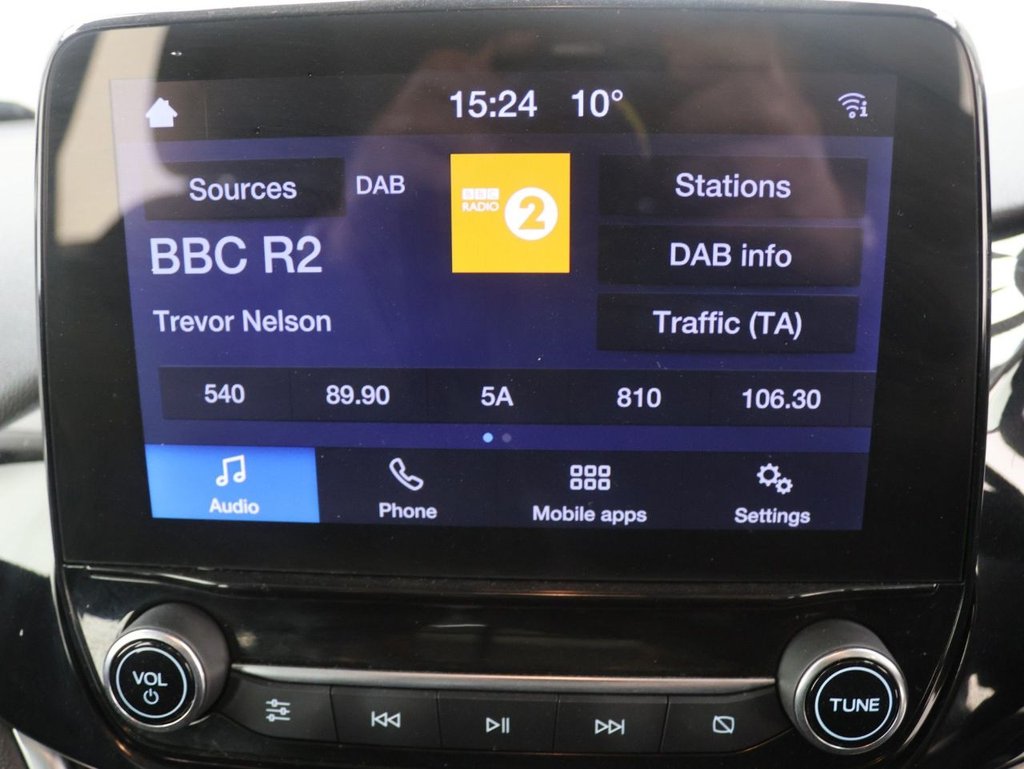 15:24 10°
Sources DAB
BBC
RADIO 2
Stations
BBC R2
DAB info
Trevor Nelson
Traffic (TA)
540 89.90 5A 810 106.30
Audio Phone Mobile apps Settings
VOL
TUNE